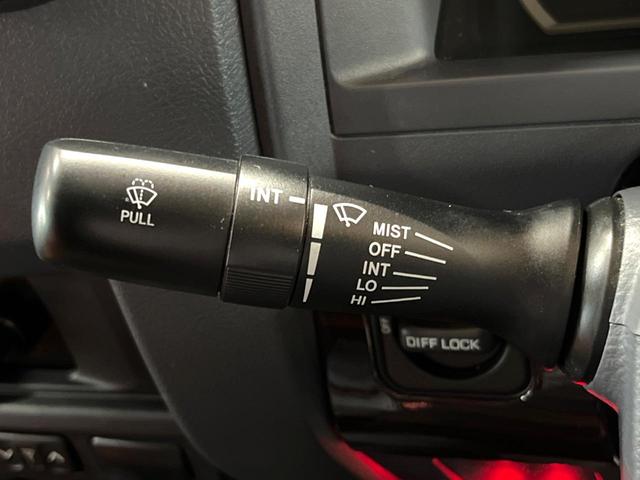 PULL
INT
MIST
OFF
INT
LO
HI
DIFF LOCK